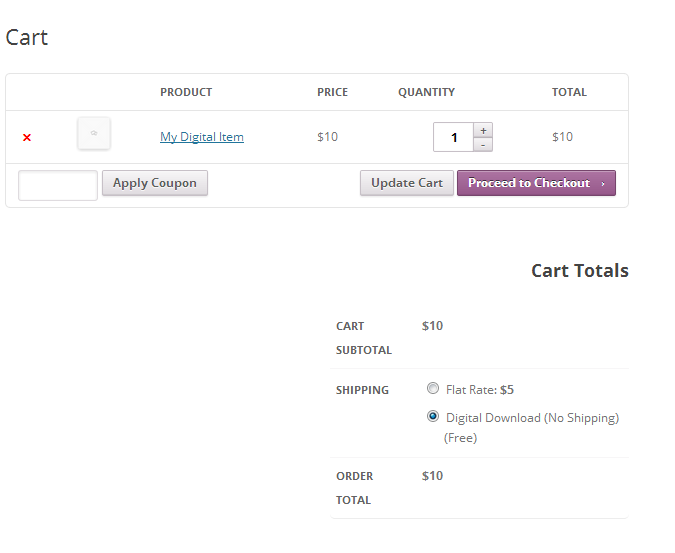 Cart
PRODUCT PRICE QUANTITY TOTAL
× My Digital Item $10 1 + $10
-
Apply Coupon Update Cart Proceed to Checkout ›
Cart Totals
CART $10
SUBTOTAL
SHIPPING Flat Rate: $5
Digital Download (No Shipping)
(Free)
ORDER $10
TOTAL